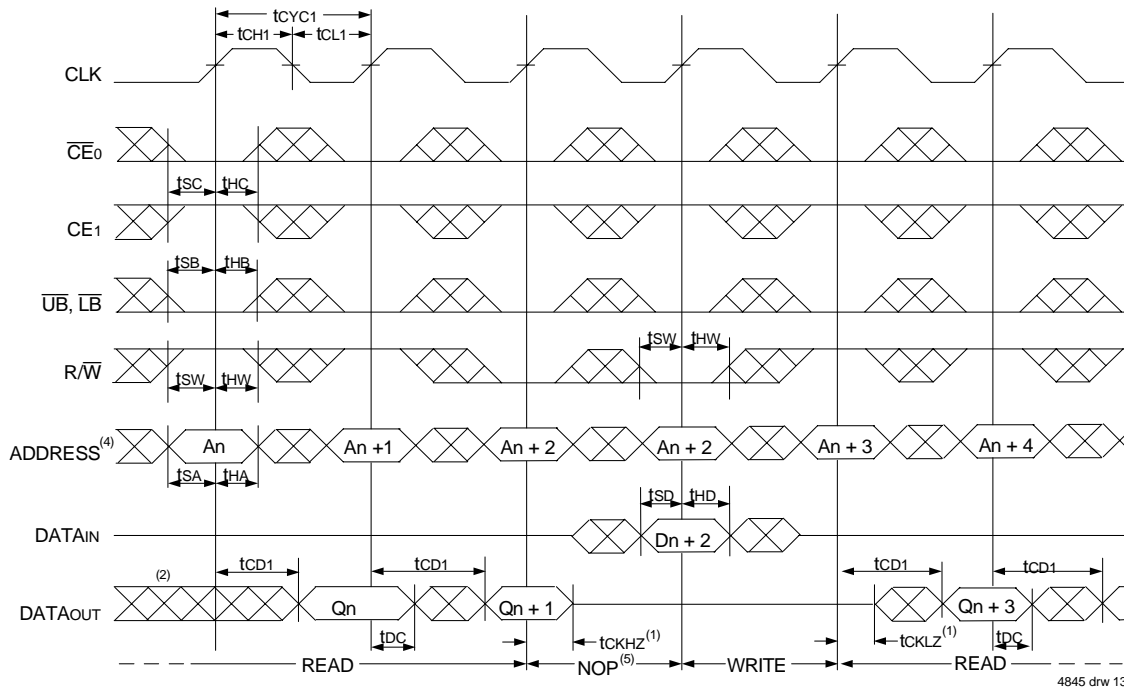 tCYC1
tCH1 tCL1
CLK
CE0
tSC tHC
CE1
tSB tHB
UB, LB
tSW tHW
R/W
tSW tHW
ADDRESS(4) An An +1 An + 2 An + 2 An + 3 An + 4
tSA tHA
tSD tHD
DATAIN Dn + 2
(2) tCD1 tCD1 tCD1 tCD1
DATAOUT Qn Qn + 1 Qn + 3
tDC tCKHZ(1) tCKLZ(1) tDC
READ NOP(5) WRITE READ
4845 drw 13